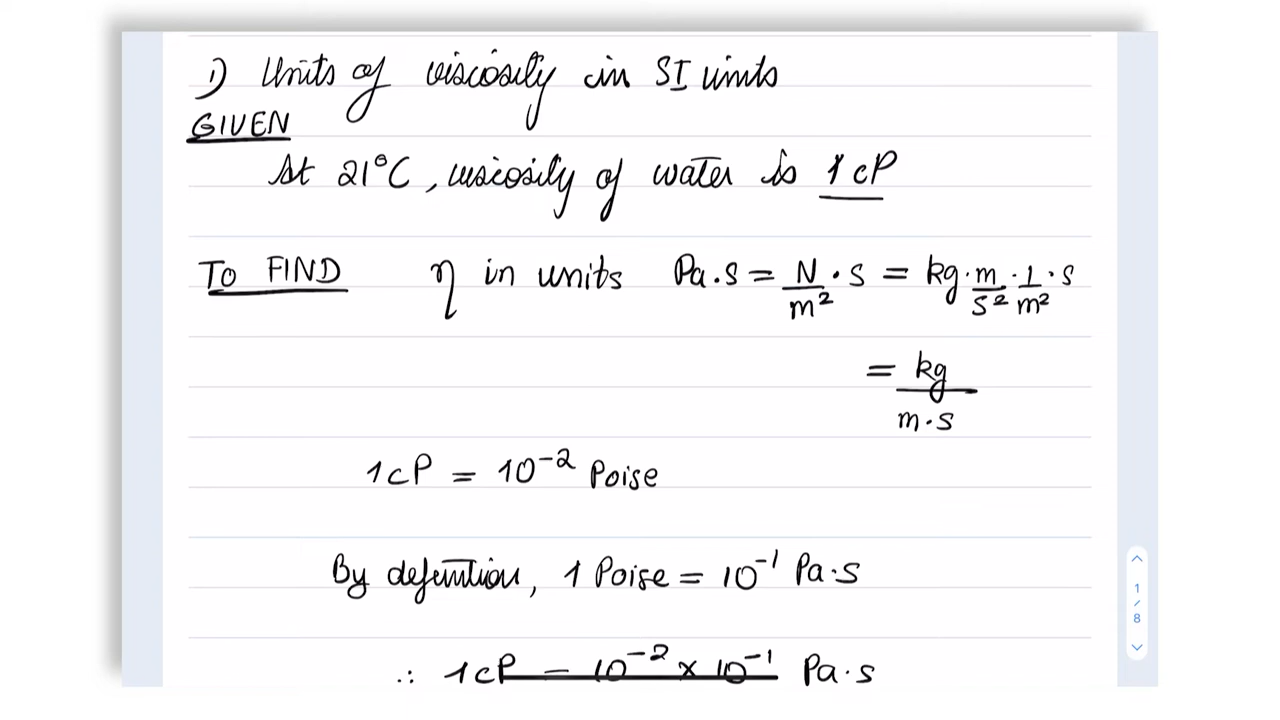 1) Units of viscosity in SI units
GIVEN
At 21°C, viscosity of water is 1 cP
TO FIND η in units Pa.s = N/m² · s = kg · m/s² · 1/m² · s
= kg/m·s
1cP = 10⁻² Poise
By definition, 1 Poise = 10⁻¹ Pa·s
∴ 1cP = 10⁻² × 10⁻¹ Pa·s
1
/
8